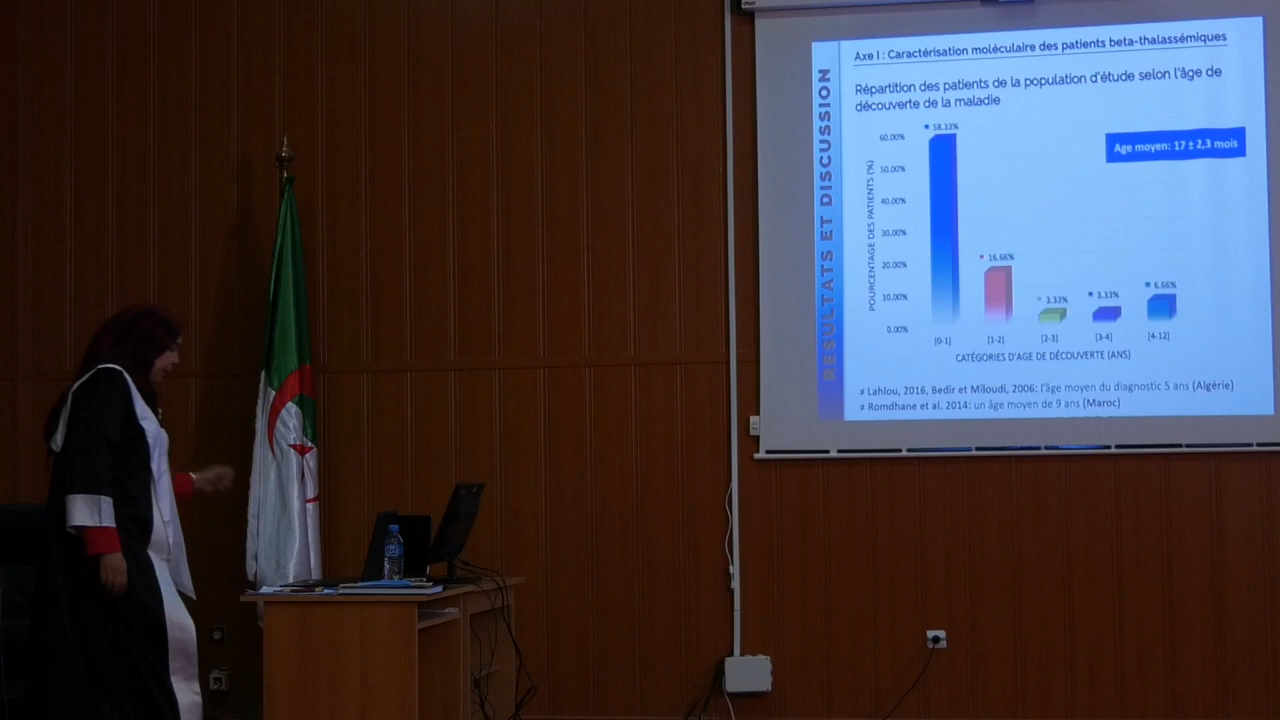 Axe I : Caractérisation moléculaire des patients beta-thalassémiques
RESULTATS ET DISCUSSION
Répartition des patients de la population d'étude selon l'âge de
découverte de la maladie
Age moyen: 17 ± 2,3 mois
POURCENTAGE DES PATIENTS (%)
60.00%
50.00%
40.00%
30.00%
20.00%
10.00%
0.00%
58.33%
16.66%
3.33%
3.33%
6.66%
[0-1] [1-2] [2-3] [3-4] [4-12]
CATÉGORIES D'AGE DE DÉCOUVERTE (ANS)
≠ Lahlou, 2016, Bedir et Miloudi, 2006: l'âge moyen du diagnostic 5 ans (Algérie)
≠ Romdhane et al. 2014: un âge moyen de 9 ans (Maroc)